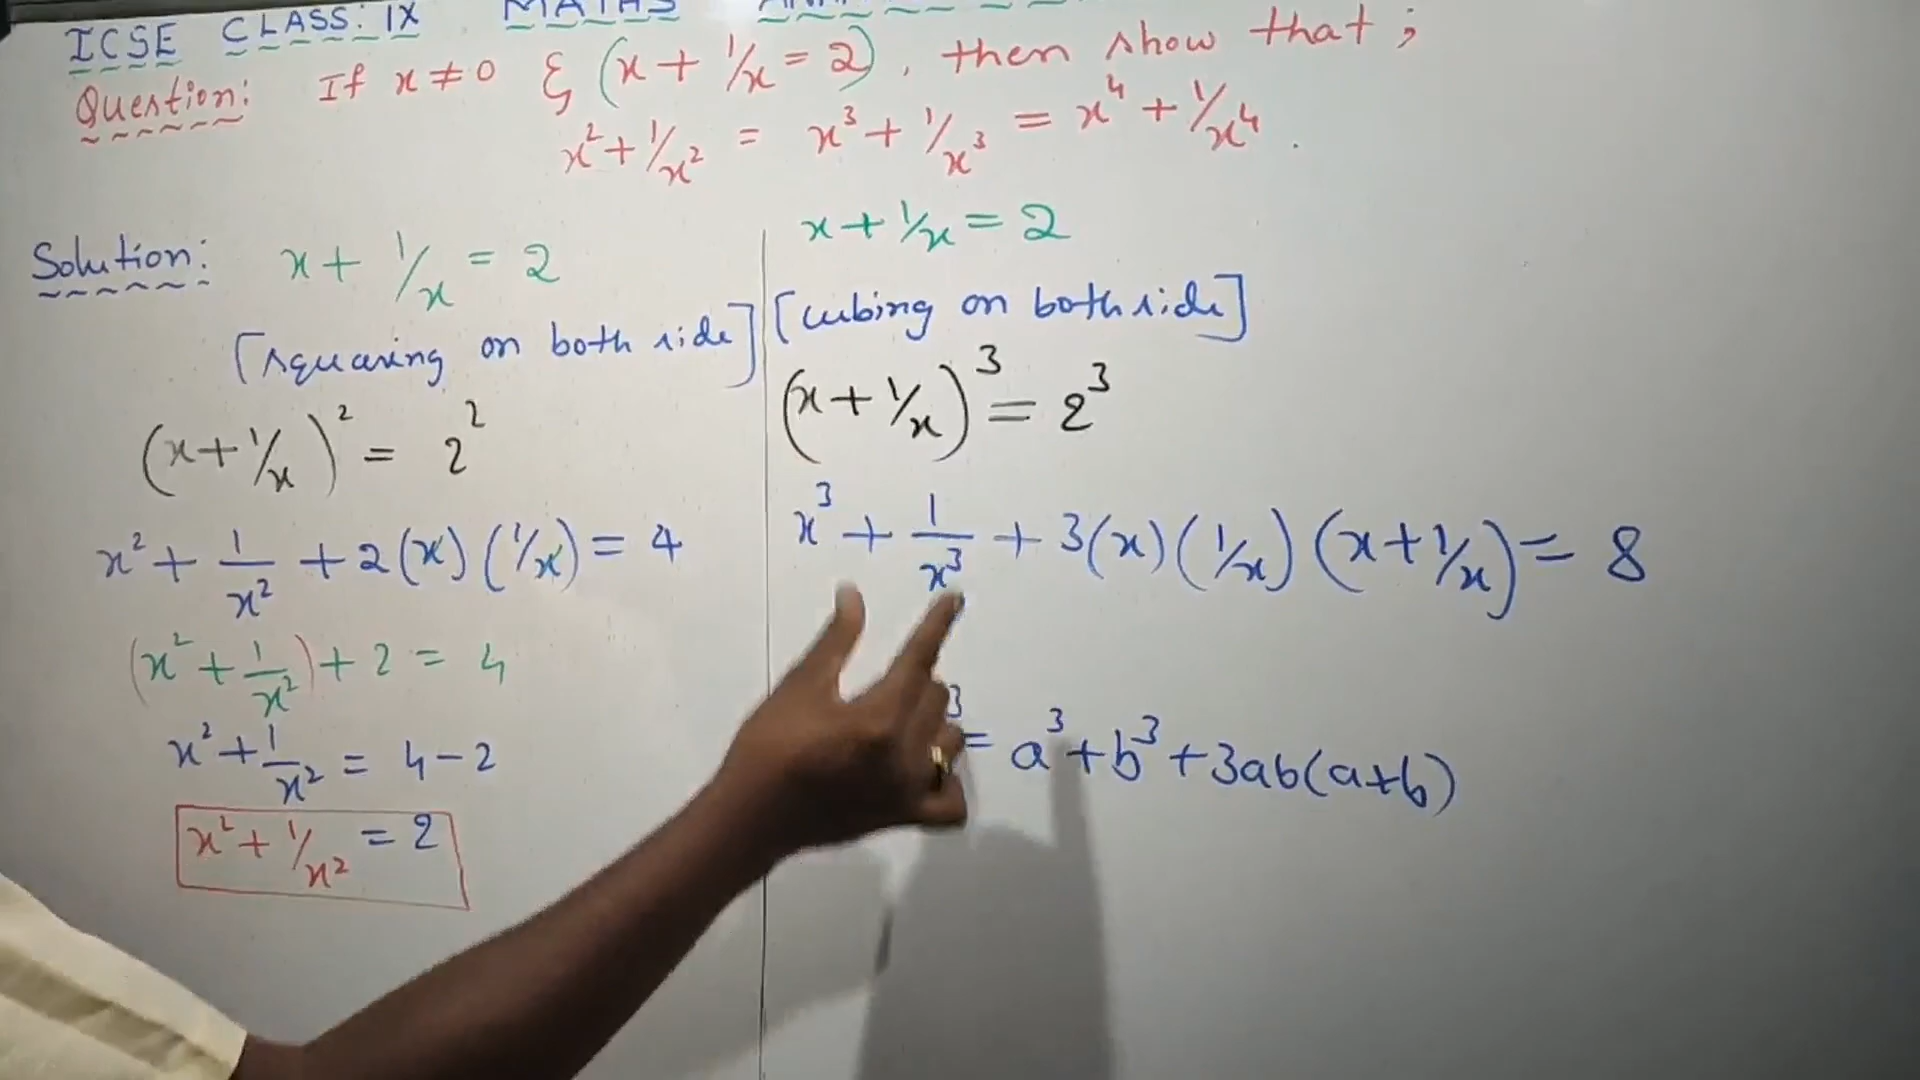 ICSE CLASS: IX MATHS
Question: If x ≠ 0 & (x + 1/x = 2), then show that ;
x² + 1/x² = x³ + 1/x³ = x⁴ + 1/x⁴ .
Solution: x + 1/x = 2
[squaring on both side]
(x + 1/x)² = 2²
x² + 1/x² + 2(x)(1/x) = 4
(x² + 1/x²) + 2 = 4
x² + 1/x² = 4 - 2
x² + 1/x² = 2
x + 1/x = 2
[cubing on both side]
(x + 1/x)³ = 2³
x³ + 1/x³ + 3(x)(1/x)(x + 1/x) = 8
³ = a³ + b³ + 3ab(a+b)